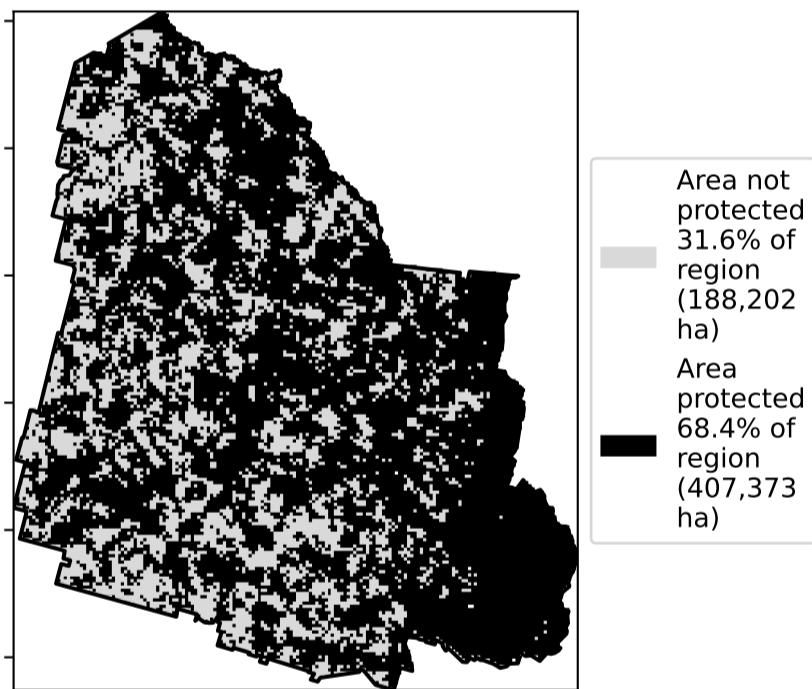 Area not
protected
31.6% of
region
(188,202
ha)
Area
protected
68.4% of
region
(407,373
ha)